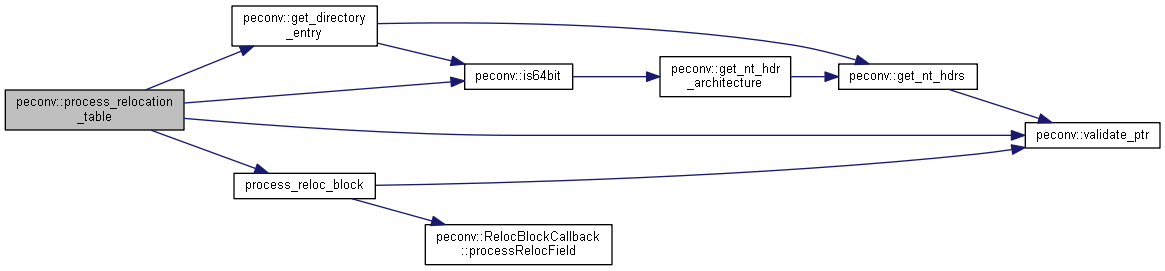 peconv::get_directory
_entry
peconv::is64bit
peconv::get_nt_hdr
_architecture
peconv::get_nt_hdrs
peconv::process_relocation
_table
peconv::validate_ptr
process_reloc_block
peconv::RelocBlockCallback
::processRelocField